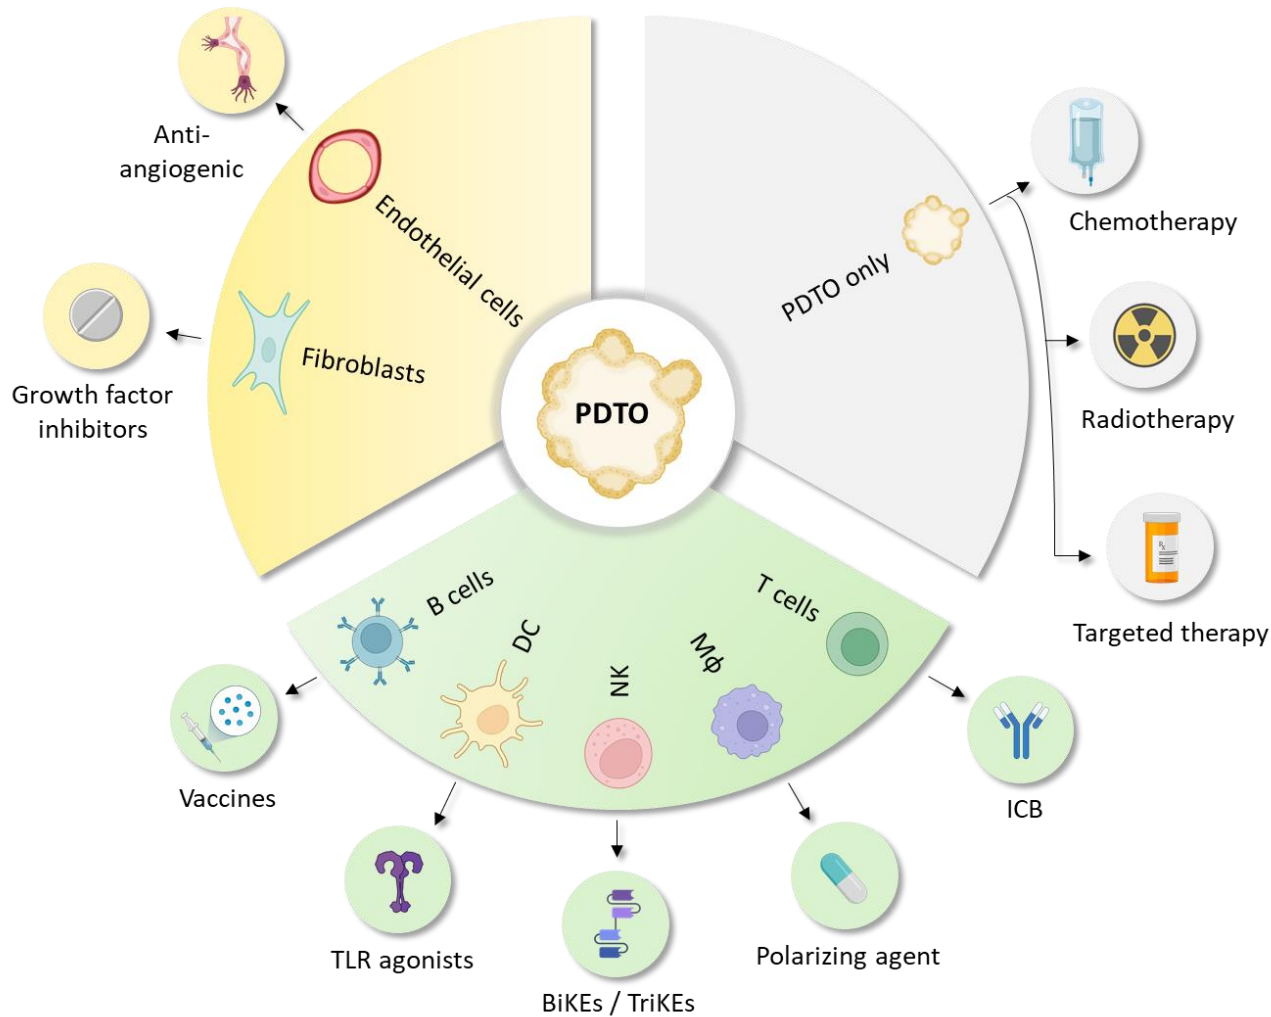 Anti-
angiogenic
Endothelial cells
Growth factor
inhibitors
Fibroblasts
PDTO
PDTO only
Chemotherapy
Radiotherapy
Rx
Targeted therapy
B cells
DC
NK
Mϕ
T cells
Vaccines
TLR agonists
BiKEs / TriKEs
Polarizing agent
ICB